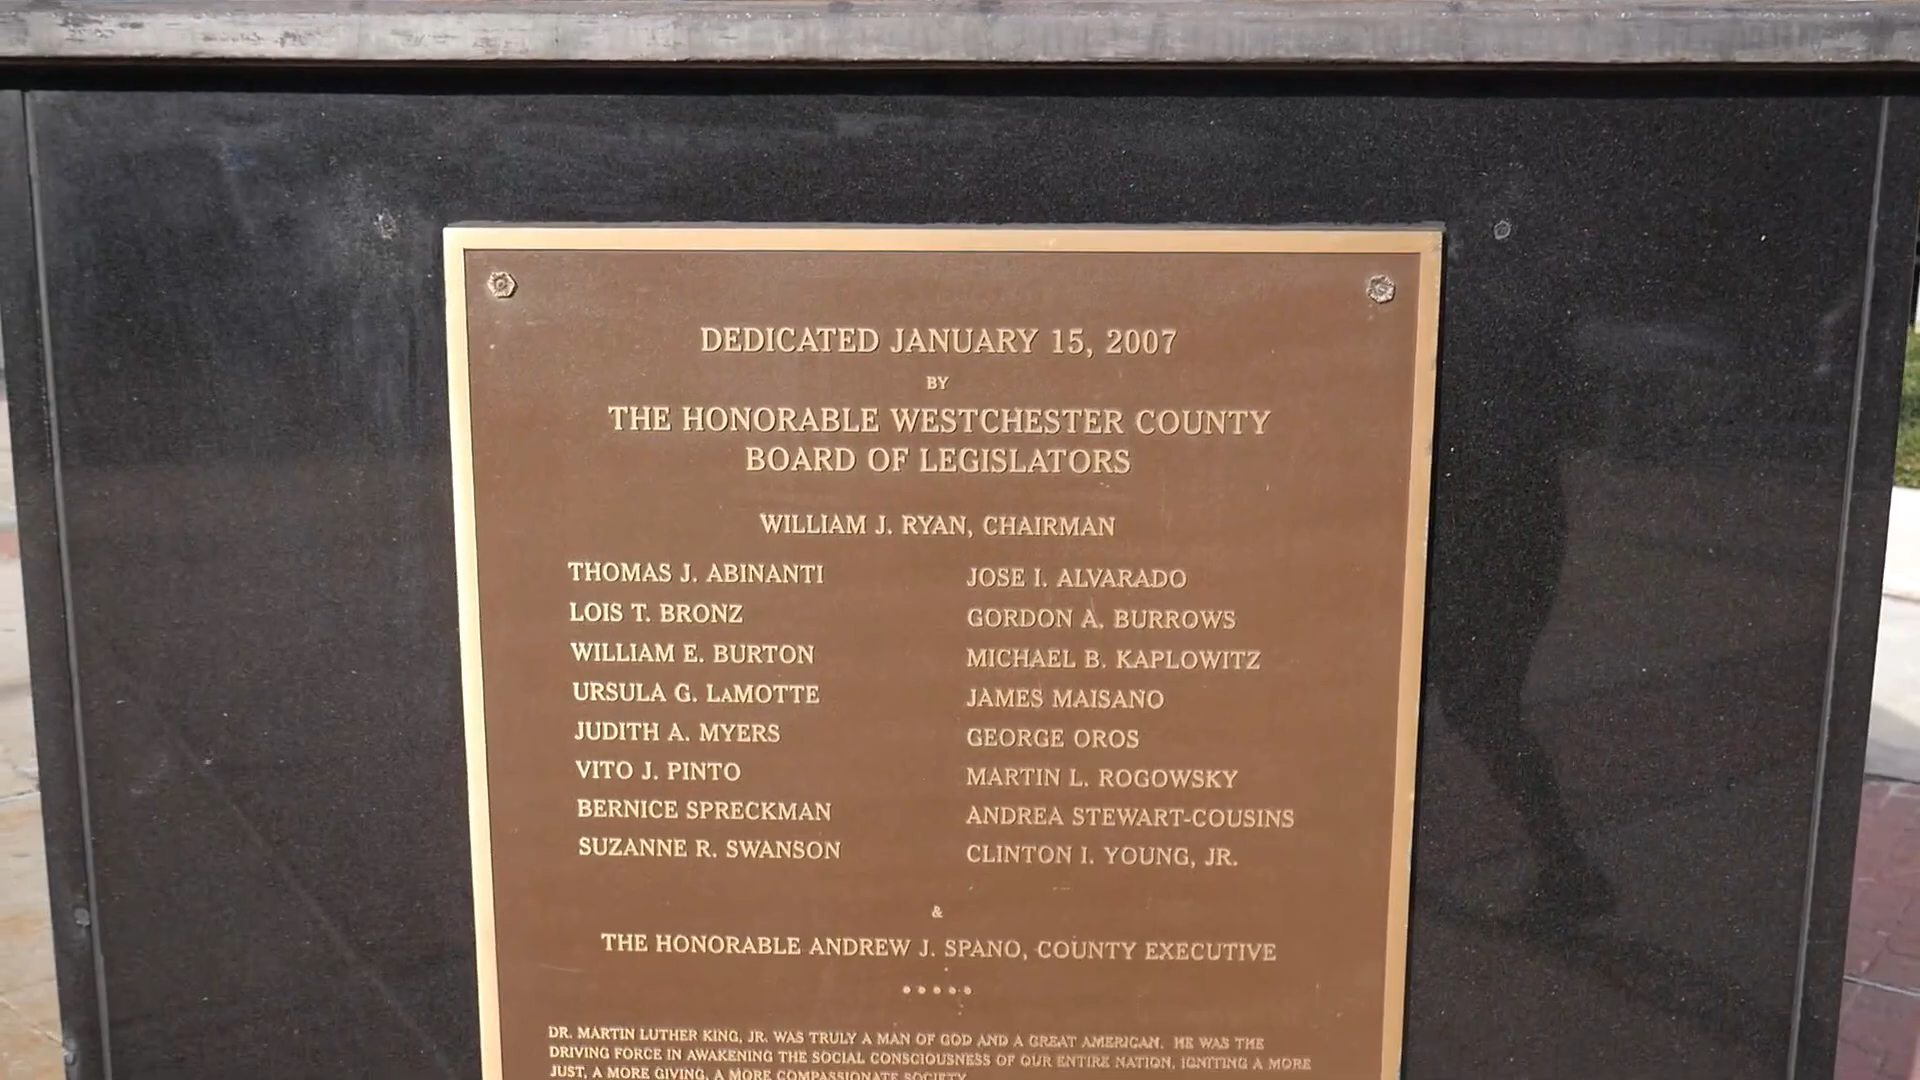 DEDICATED JANUARY 15, 2007
BY
THE HONORABLE WESTCHESTER COUNTY
BOARD OF LEGISLATORS
WILLIAM J. RYAN, CHAIRMAN
THOMAS J. ABINANTI JOSE I. ALVARADO
LOIS T. BRONZ GORDON A. BURROWS
WILLIAM E. BURTON MICHAEL B. KAPLOWITZ
URSULA G. LAMOTTE JAMES MAISANO
JUDITH A. MYERS GEORGE OROS
VITO J. PINTO MARTIN L. ROGOWSKY
BERNICE SPRECKMAN ANDREA STEWART-COUSINS
SUZANNE R. SWANSON CLINTON I. YOUNG, JR.
&
THE HONORABLE ANDREW J. SPANO, COUNTY EXECUTIVE
DR. MARTIN LUTHER KING, JR. WAS TRULY A MAN OF GOD AND A GREAT AMERICAN. HE WAS THE
DRIVING FORCE IN AWAKENING THE SOCIAL CONSCIOUSNESS OF OUR ENTIRE NATION, IGNITING A MORE
JUST, A MORE GIVING, A MORE COMPASSIONATE SOCIETY